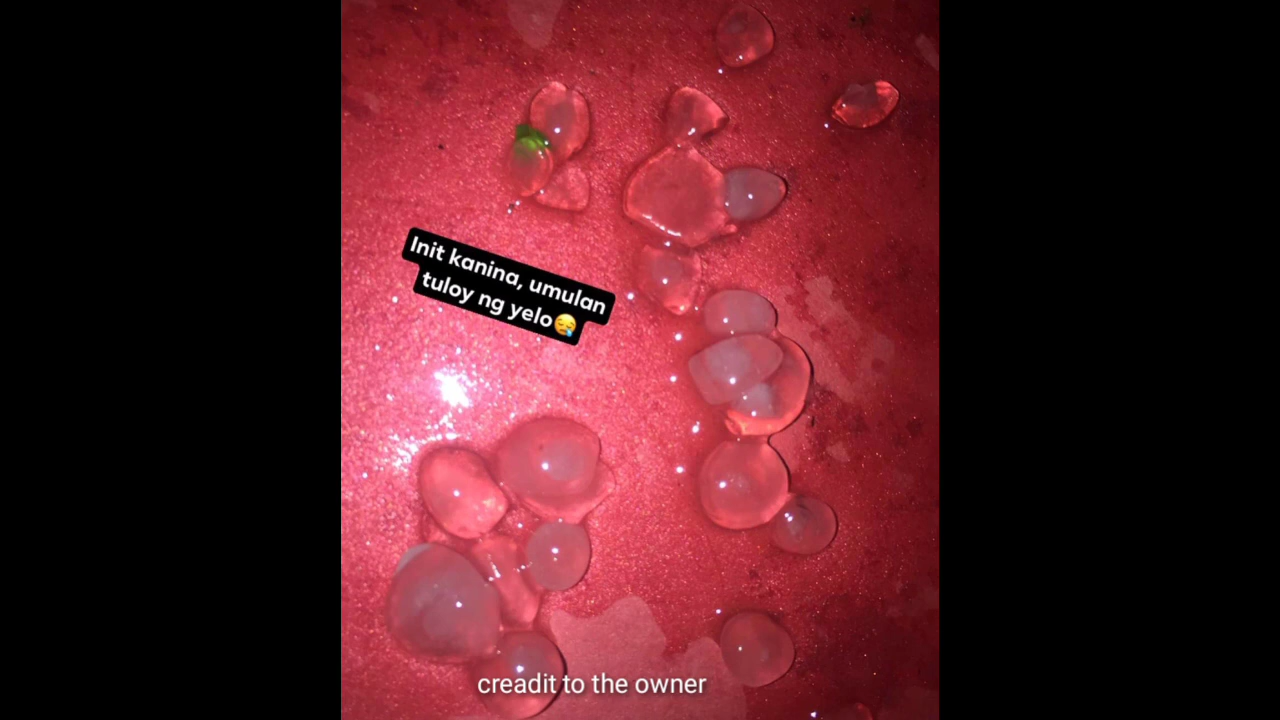 Init kanina, umulan
tuloy ng yelo😪
creadit to the owner